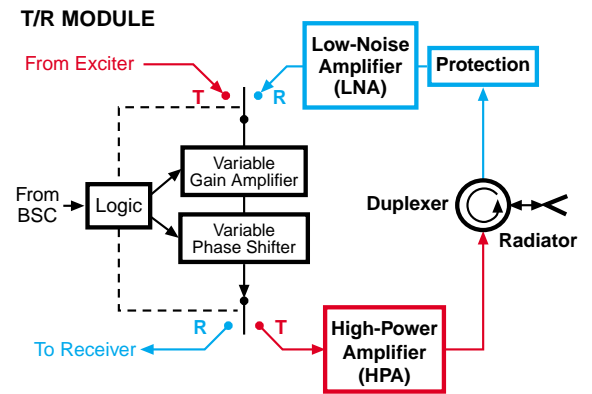 T/R MODULE
From Exciter
T
R
Low-Noise
Amplifier
(LNA)
Protection
Variable
Gain Amplifier
From
BSC
Logic
Variable
Phase Shifter
Duplexer
Radiator
R
T
To Receiver
High-Power
Amplifier
(HPA)